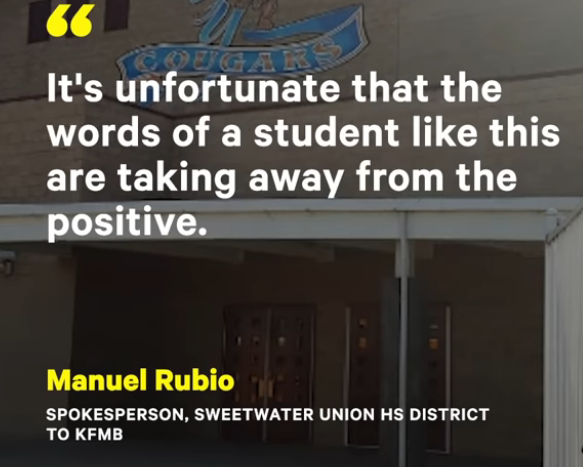 Y
COUGARS
“
It's unfortunate that the
words of a student like this
are taking away from the
positive.
Manuel Rubio
SPOKESPERSON, SWEETWATER UNION HS DISTRICT
TO KFMB